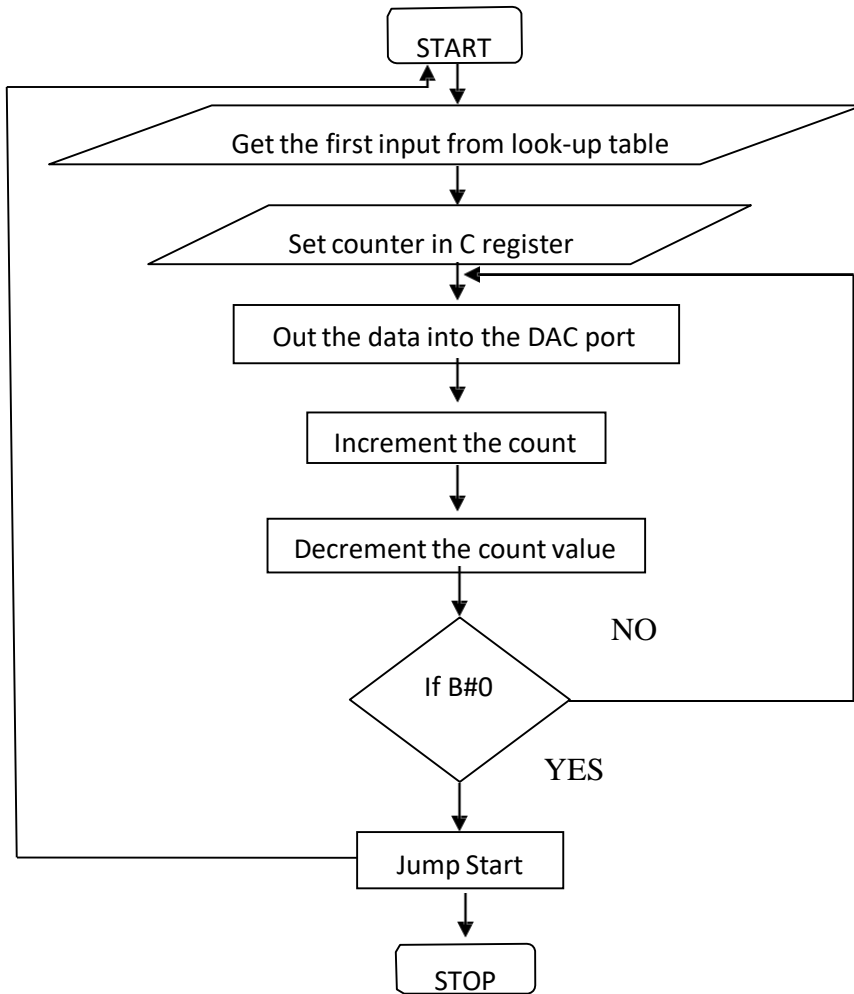 START
Get the first input from look-up table
Set counter in C register
Out the data into the DAC port
Increment the count
Decrement the count value
NO
If B#0
YES
Jump Start
STOP